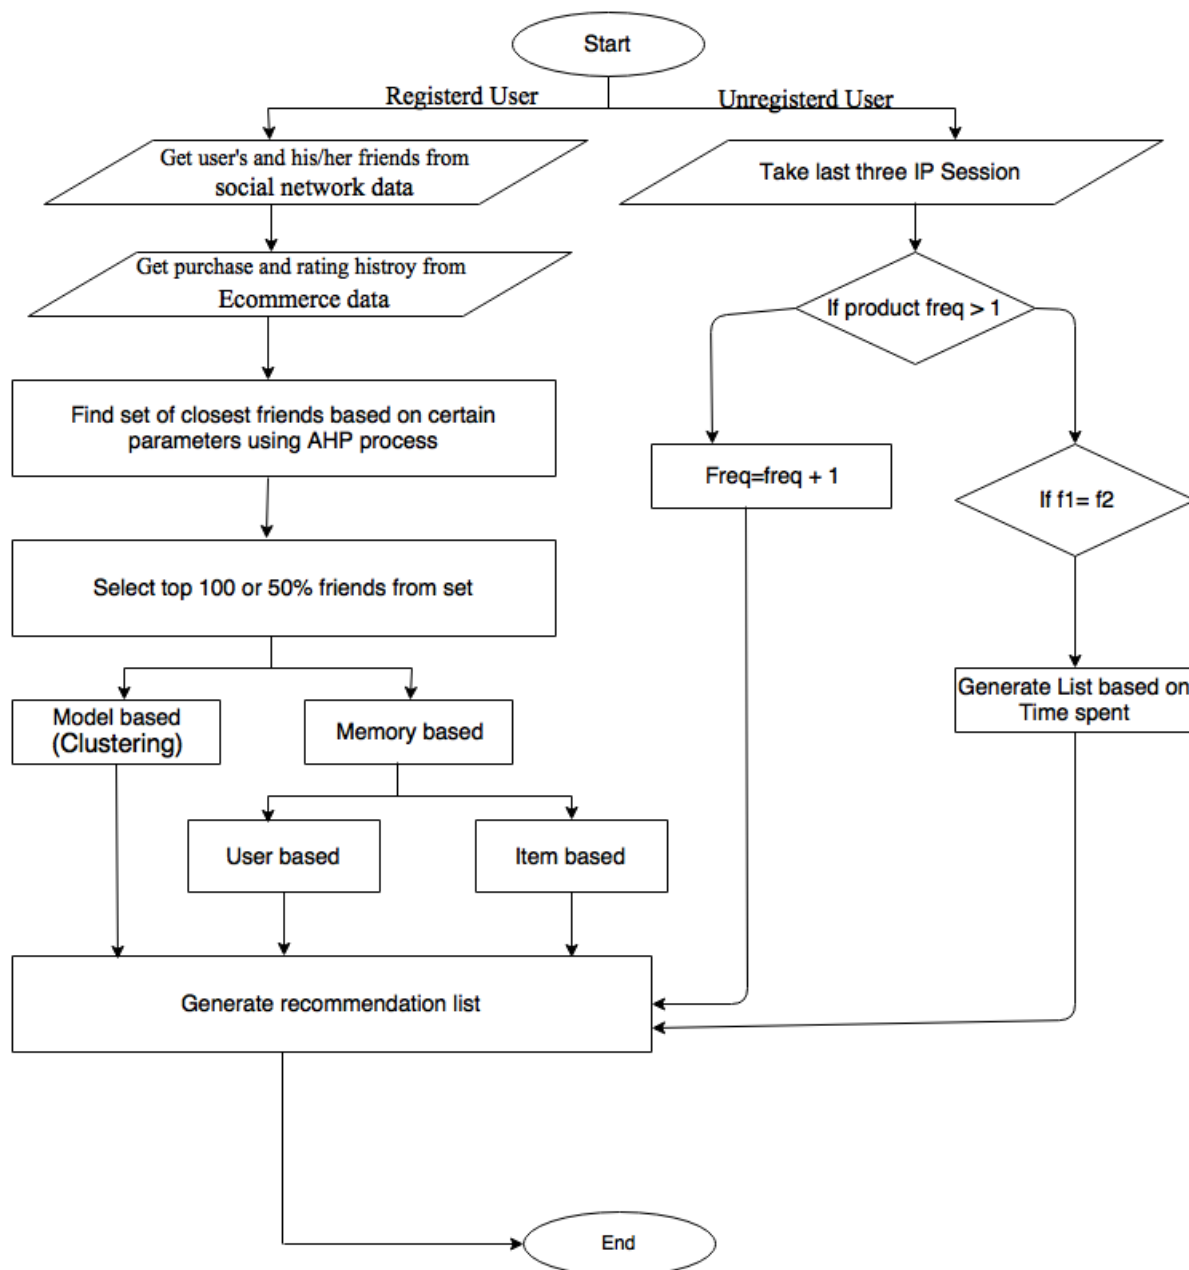 Start
Registerd User
Unregisterd User
Get user's and his/her friends from
social network data
Take last three IP Session
Get purchase and rating histroy from
Ecommerce data
If product freq > 1
Find set of closest friends based on certain
parameters using AHP process
Freq=freq + 1
If f1= f2
Select top 100 or 50% friends from set
Model based
(Clustering)
Memory based
Generate List based on
Time spent
User based
Item based
Generate recommendation list
End